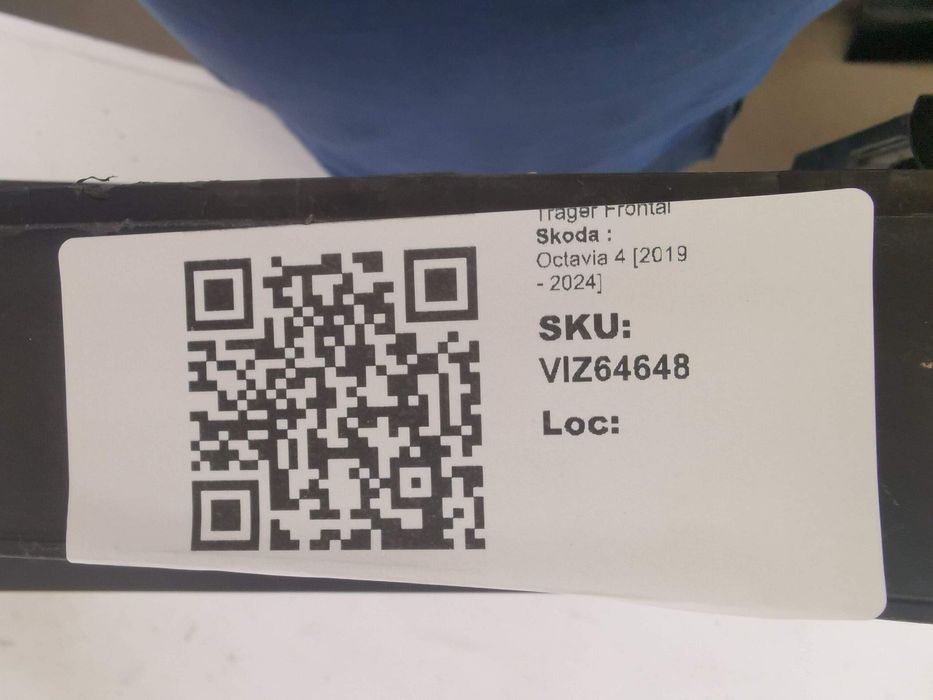 Trager Frontal
Skoda :
Octavia 4 [2019
- 2024]
SKU:
VIZ64648
Loc: